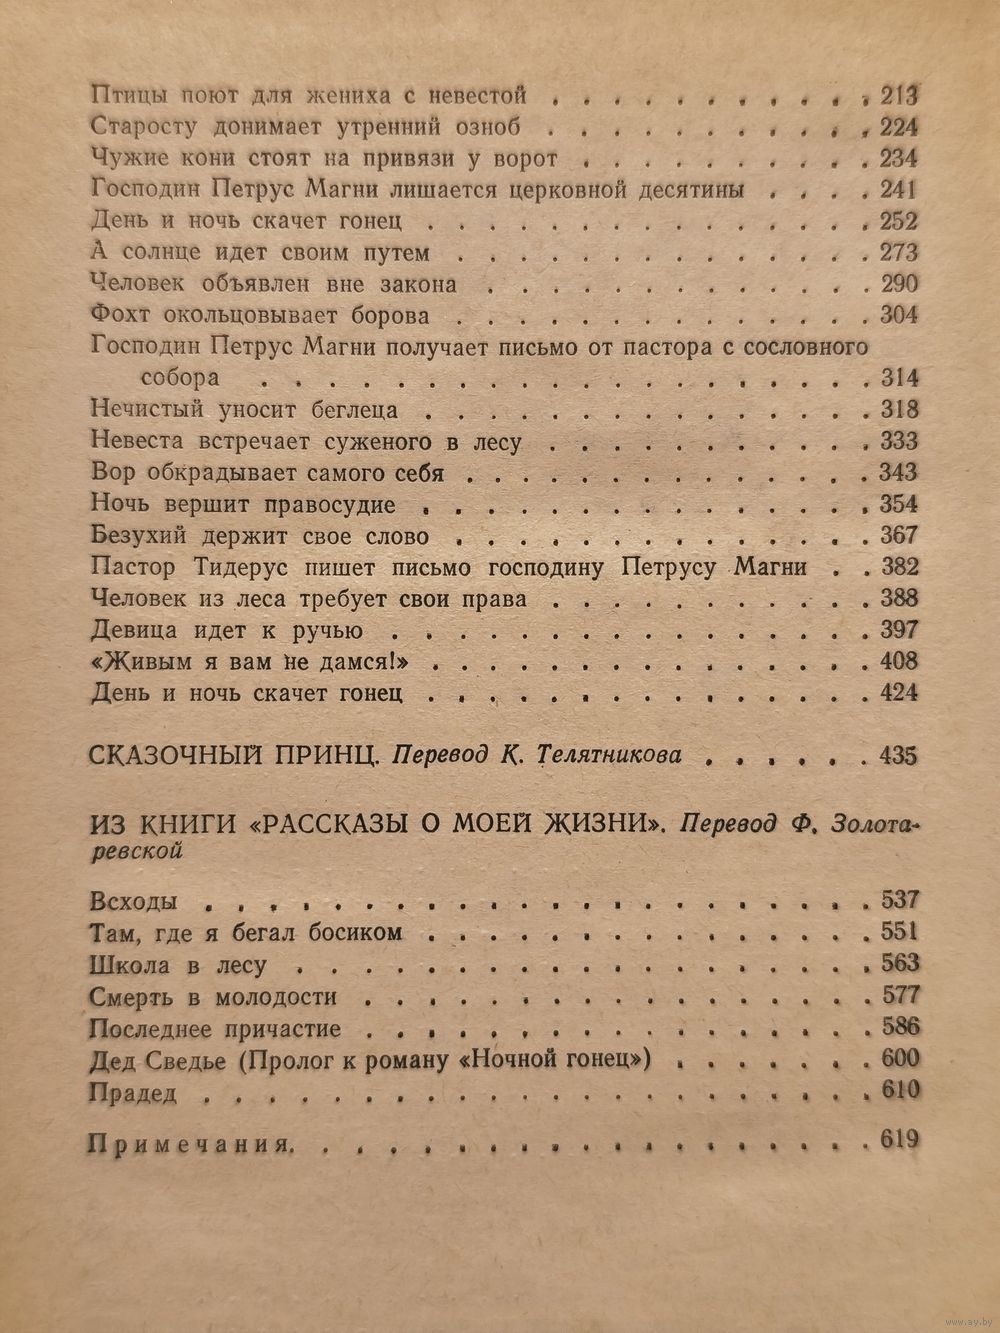 Птицы поют для жениха с невестой . . . . . . . . . . . 213
Старосту донимает утренний озноб . . . . . . . . . . . 224
Чужие кони стоят на привязи у ворот . . . . . . . . . . 234
Господин Петрус Магни лишается церковной десятины . . . . 241
День и ночь скачет гонец . . . . . . . . . . . . . . . 252
А солнце идет своим путем . . . . . . . . . . . . . . 273
Человек объявлен вне закона . . . . . . . . . . . . . 290
Фохт окольцовывает борова . . . . . . . . . . . . . . 304
Господин Петрус Магни получает письмо от пастора с сословного
собора . . . . . . . . . . . . . . . . . . . . 314
Нечистый уносит беглеца . . . . . . . . . . . . . . . 318
Невеста встречает суженого в лесу . . . . . . . . . . . 333
Вор обкрадывает самого себя . . . . . . . . . . . . . 343
Ночь вершит правосудие . . . . . . . . . . . . . . . 354
Безухий держит свое слово . . . . . . . . . . . . . . 367
Пастор Тидерус пишет письмо господину Петрусу Магни . . 382
Человек из леса требует свои права . . . . . . . . . . . 388
Девица идет к ручью . . . . . . . . . . . . . . . . 397
«Живым я вам не дамся!» . . . . . . . . . . . . . . . 408
День и ночь скачет гонец . . . . . . . . . . . . . . . 424
СКАЗОЧНЫЙ ПРИНЦ. Перевод К. Телятникова . . . . . . 435
ИЗ КНИГИ «РАССКАЗЫ О МОЕЙ ЖИЗНИ». Перевод Ф. Золота-
ревской
Всходы . . . . . . . . . . . . . . . . . . . . . . 537
Там, где я бегал босиком . . . . . . . . . . . . . . . 551
Школа в лесу . . . . . . . . . . . . . . . . . . . 563
Смерть в молодости . . . . . . . . . . . . . . . . . 577
Последнее причастие . . . . . . . . . . . . . . . . . 586
Дед Сведье (Пролог к роману «Ночной гонец») . . . . . . . 600
Прадед . . . . . . . . . . . . . . . . . . . . . . 610
Примечания. . . . . . . . . . . . . . . . . . . 619
www.ay.by